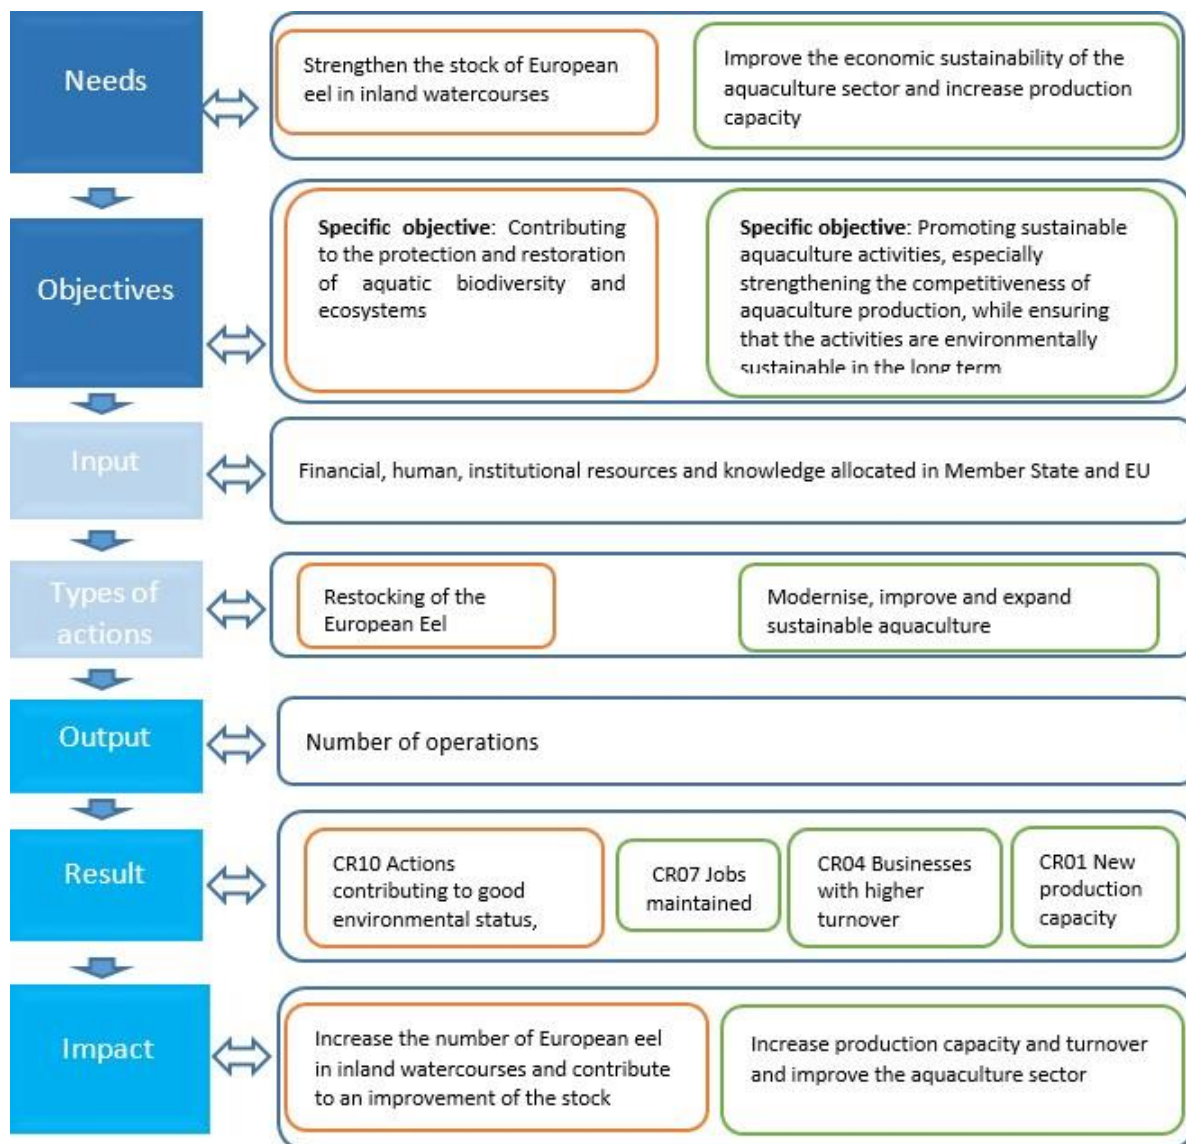 Needs
Strengthen the stock of European
eel in inland watercourses
Improve the economic sustainability of the
aquaculture sector and increase production
capacity
Objectives
Specific objective: Contributing
to the protection and restoration
of aquatic biodiversity and
ecosystems
Specific objective: Promoting sustainable
aquaculture activities, especially
strengthening the competitiveness of
aquaculture production, while ensuring
that the activities are environmentally
sustainable in the long term
Input
Financial, human, institutional resources and knowledge allocated in Member State and EU
Types of
actions
Restocking of the
European Eel
Modernise, improve and expand
sustainable aquaculture
Output
Number of operations
Result
CR10 Actions
contributing to good
environmental status,
CR07 Jobs
maintained
CR04 Businesses
with higher
turnover
CR01 New
production
capacity
Impact
Increase the number of European eel
in inland watercourses and contribute
to an improvement of the stock
Increase production capacity and turnover
and improve the aquaculture sector